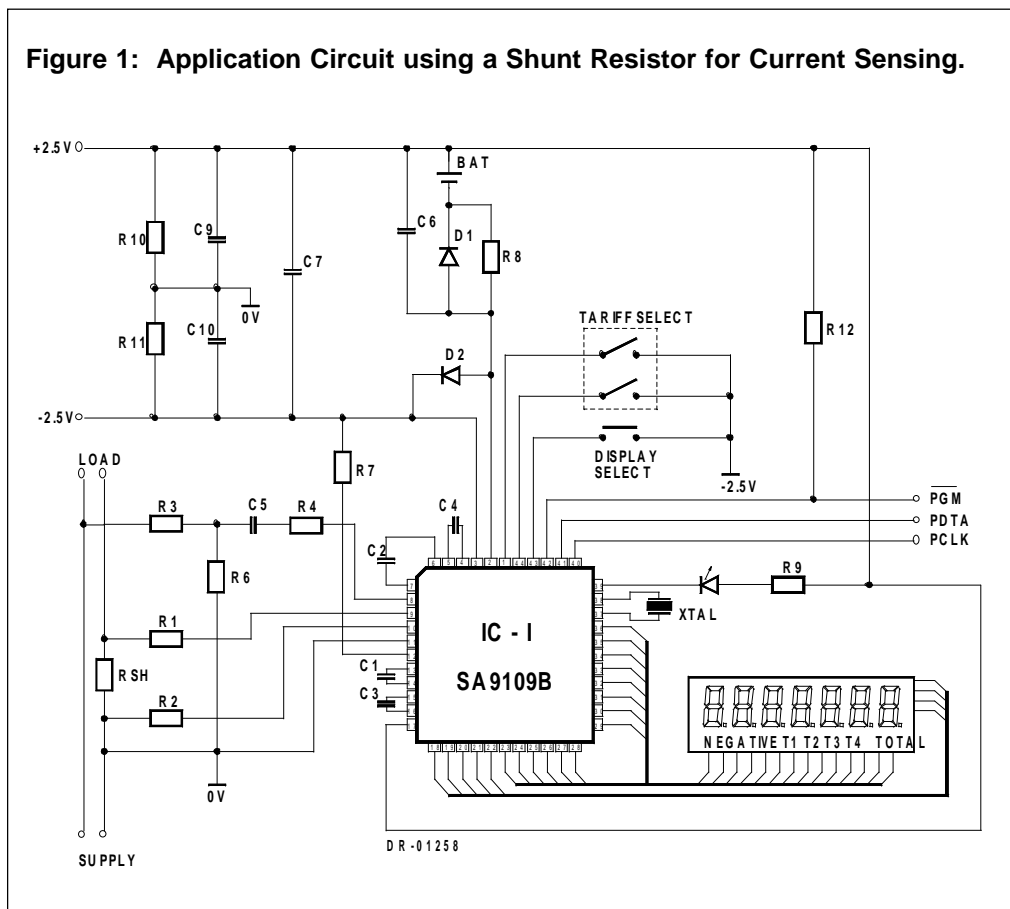 Figure 1: Application Circuit using a Shunt Resistor for Current Sensing.
+2.5V
BAT
R10
C9
C7
C6
D1
R8
0V
R11
C10
TARIFF SELECT
R12
D2
-2.5V
LOAD
R7
DISPLAY
SELECT
-2.5V
R3
C5
R4
C4
PGM
PDTA
PCLK
C2
R6
R9
XTAL
R1
IC - I
SA9109B
RSH
C1
C3
R2
NEGATIVE T1 T2 T3 T4 TOTAL
0V
DR-01258
SUPPLY